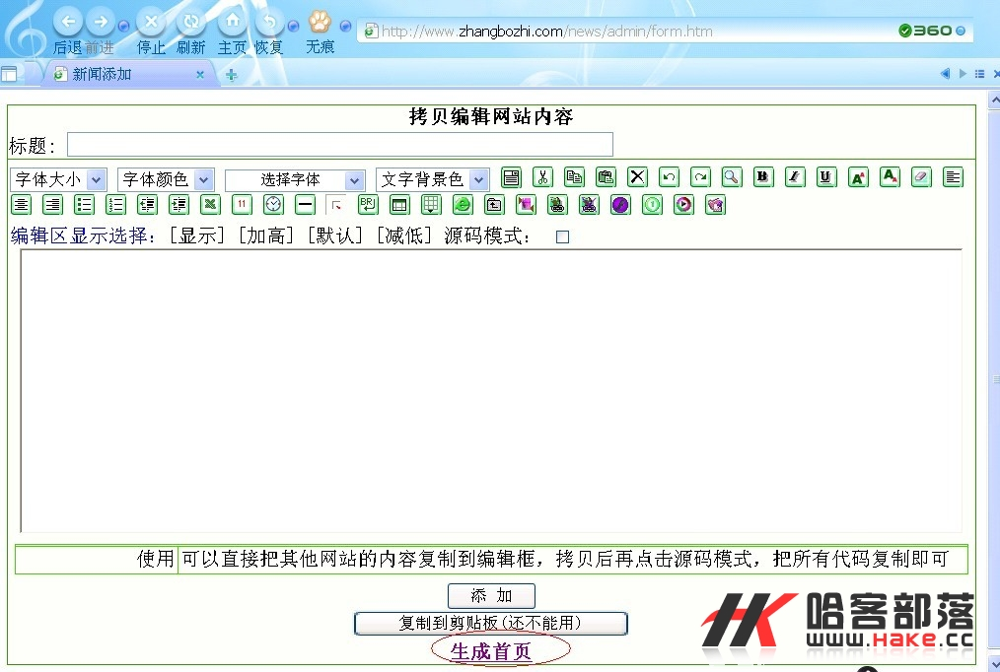 后退 前进 停止 刷新 主页 恢复 无痕
http://www.zhangbozhi.com/news/admin/form.htm
360
新闻添加
拷贝编辑网站内容
标题：
字体大小 字体颜色 选择字体 文字背景色
编辑区显示选择：[显示] [加高] [默认] [减低] 源码模式：
使用 可以直接把其他网站的内容复制到编辑框，拷贝后再点击源码模式，把所有代码复制即可
添 加
复制到剪贴板(还不能用)
生成首页
HK 哈客部落
www.Hake.cc